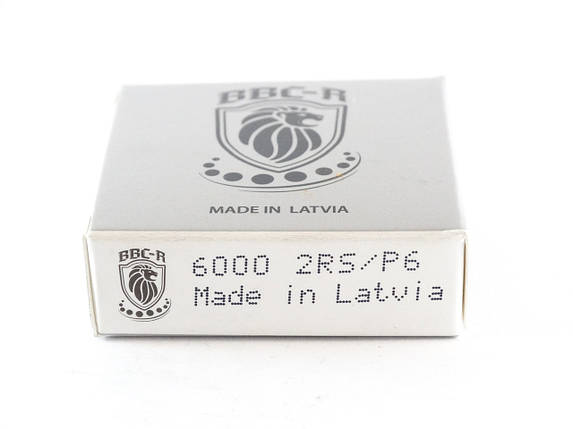 BBC-R
MADE IN LATVIA
BBC-R
6000 2RS/P6
Made in Latvia